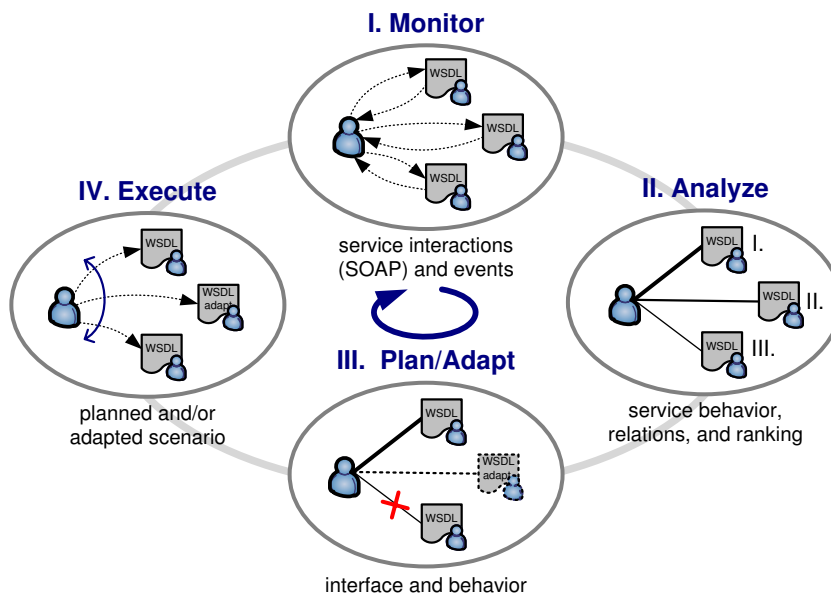 I. Monitor
WSDL
WSDL
WSDL
service interactions
(SOAP) and events
II. Analyze
WSDL
I.
WSDL
II.
WSDL
III.
service behavior,
relations, and ranking
III. Plan/Adapt
WSDL
WSDL
adapt
WSDL
interface and behavior
IV. Execute
WSDL
WSDL
adapt
WSDL
planned and/or
adapted scenario